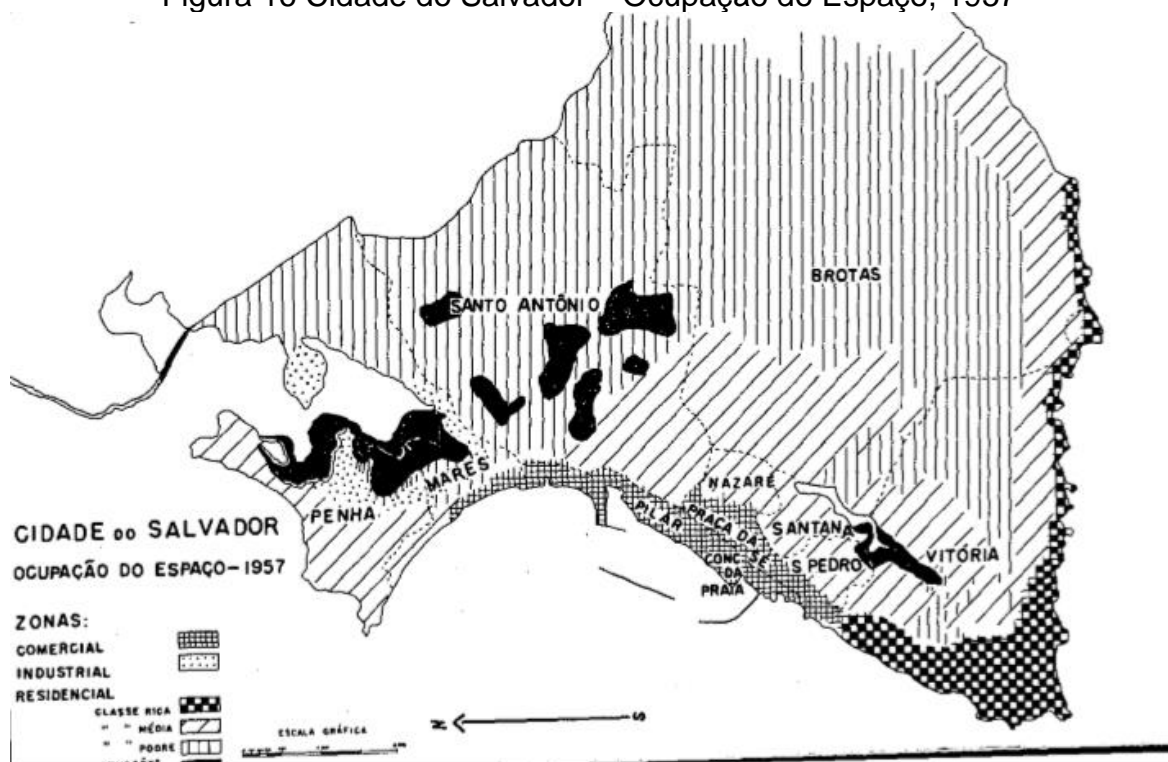 Figura 16 Cidade do Salvador – Ocupação do Espaço, 1957
BROTAS
SANTO ANTÔNIO
MARES
PENHA
NAZARÉ
PILAR
PRAÇA DA SÉ
CONC.
DA
PRAIA
SANTANA
S PEDRO
VITÓRIA
CIDADE DO SALVADOR
OCUPAÇÃO DO ESPAÇO-1957
ZONAS:
COMERCIAL
INDUSTRIAL
RESIDENCIAL
CLASSE RICA
" " MÉDIA
" " POBRE
ESCALA GRÁFICA
N
S